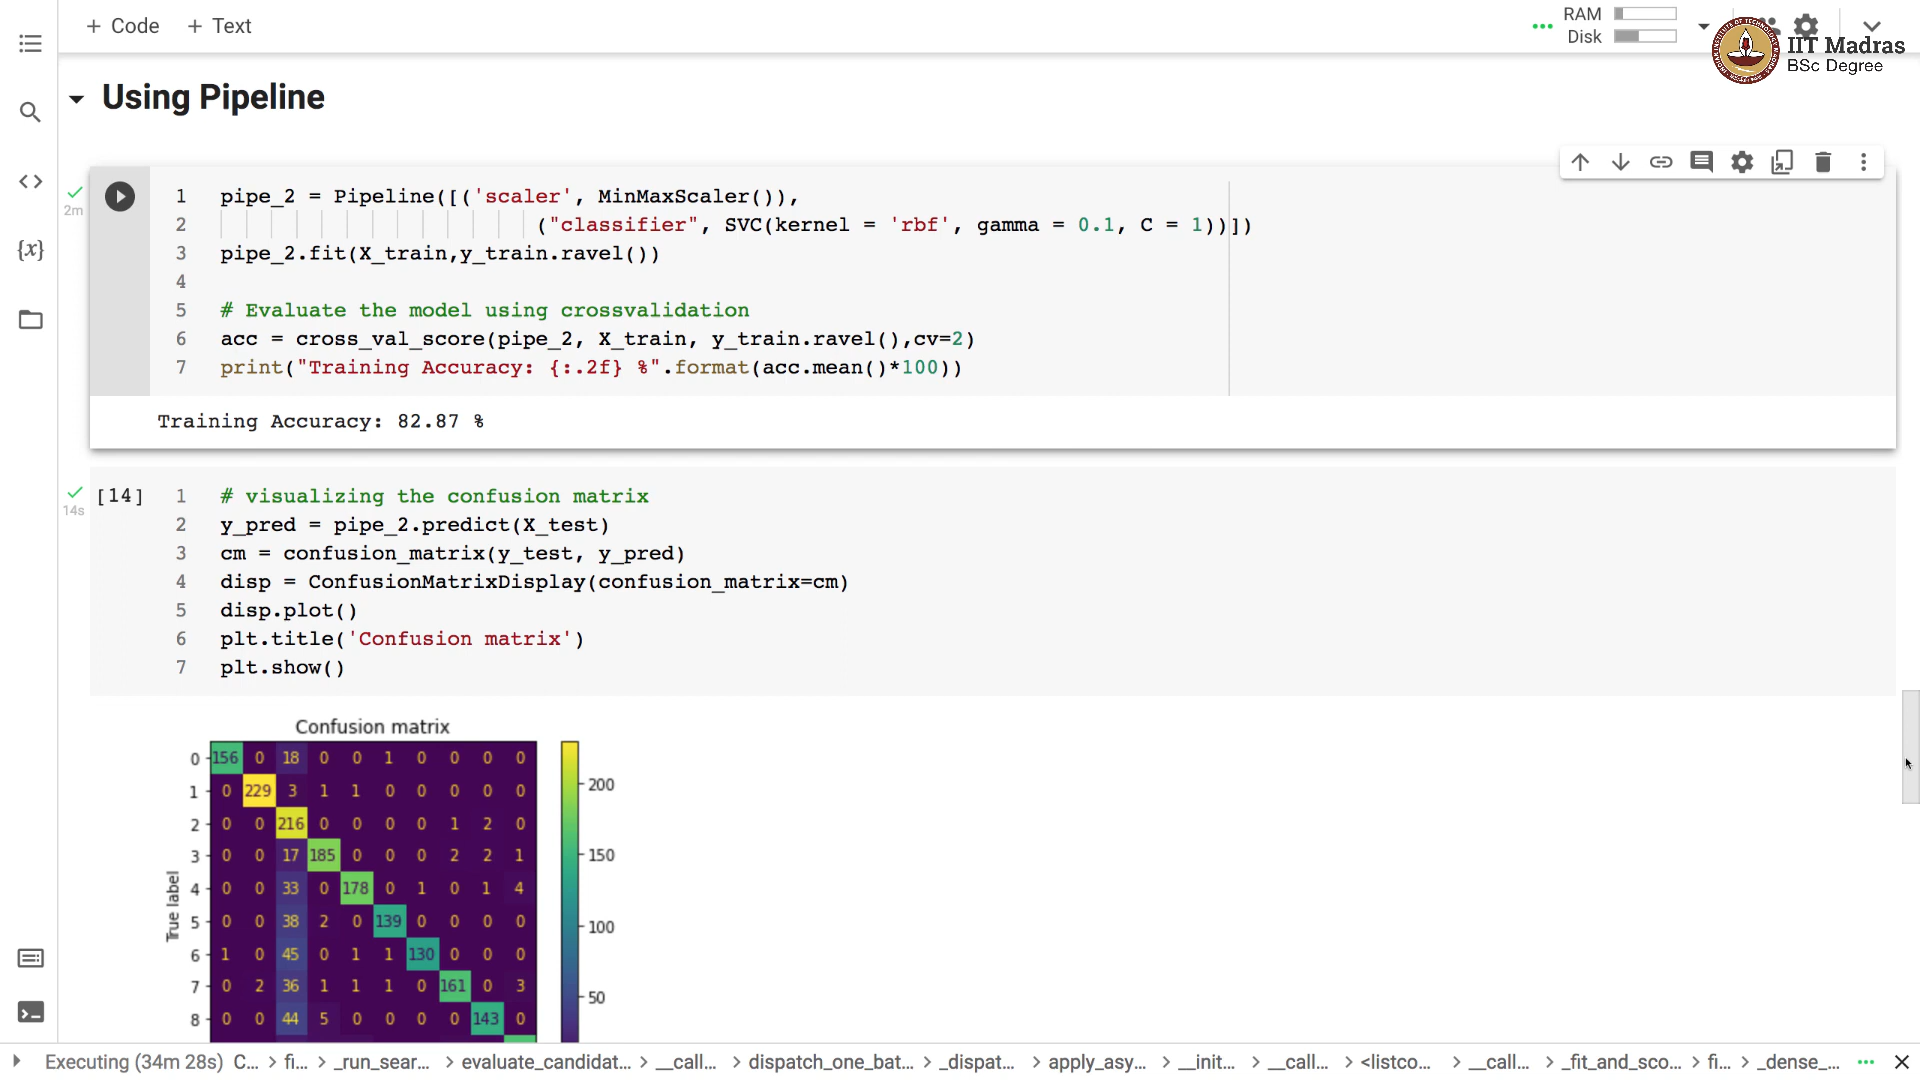 + Code + Text
RAM
Disk
IIT Madras
BSc Degree
Using Pipeline
2m
1 pipe_2 = Pipeline([('scaler', MinMaxScaler()),
2 ("classifier", SVC(kernel = 'rbf', gamma = 0.1, C = 1))])
3 pipe_2.fit(X_train,y_train.ravel())
4
5 # Evaluate the model using crossvalidation
6 acc = cross_val_score(pipe_2, X_train, y_train.ravel(),cv=2)
7 print("Training Accuracy: {:.2f} %".format(acc.mean()*100))
Training Accuracy: 82.87 %
14s
[14] 1 # visualizing the confusion matrix
2 y_pred = pipe_2.predict(X_test)
3 cm = confusion_matrix(y_test, y_pred)
4 disp = ConfusionMatrixDisplay(confusion_matrix=cm)
5 disp.plot()
6 plt.title('Confusion matrix')
7 plt.show()
Confusion matrix
0 156 0 18 0 0 1 0 0 0 0
1 0 229 3 1 1 0 0 0 0 0
2 0 0 216 0 0 0 0 1 2 0
3 0 0 17 185 0 0 0 2 2 1
4 0 0 33 0 178 0 1 0 1 4
5 0 0 38 2 0 139 0 0 0 0
6 1 0 45 0 1 1 130 0 0 0
7 0 2 36 1 1 1 0 161 0 3
8 0 0 44 5 0 0 0 0 143 0
True label
200
150
100
50
Executing (34m 28s) C... > fi... > _run_sear... > evaluate_candidat... > __call... > dispatch_one_bat... > _dispat... > apply_asy... > __init... > __call... > <listco... > __call... > _fit_and_sco... > fi... > _dense_...